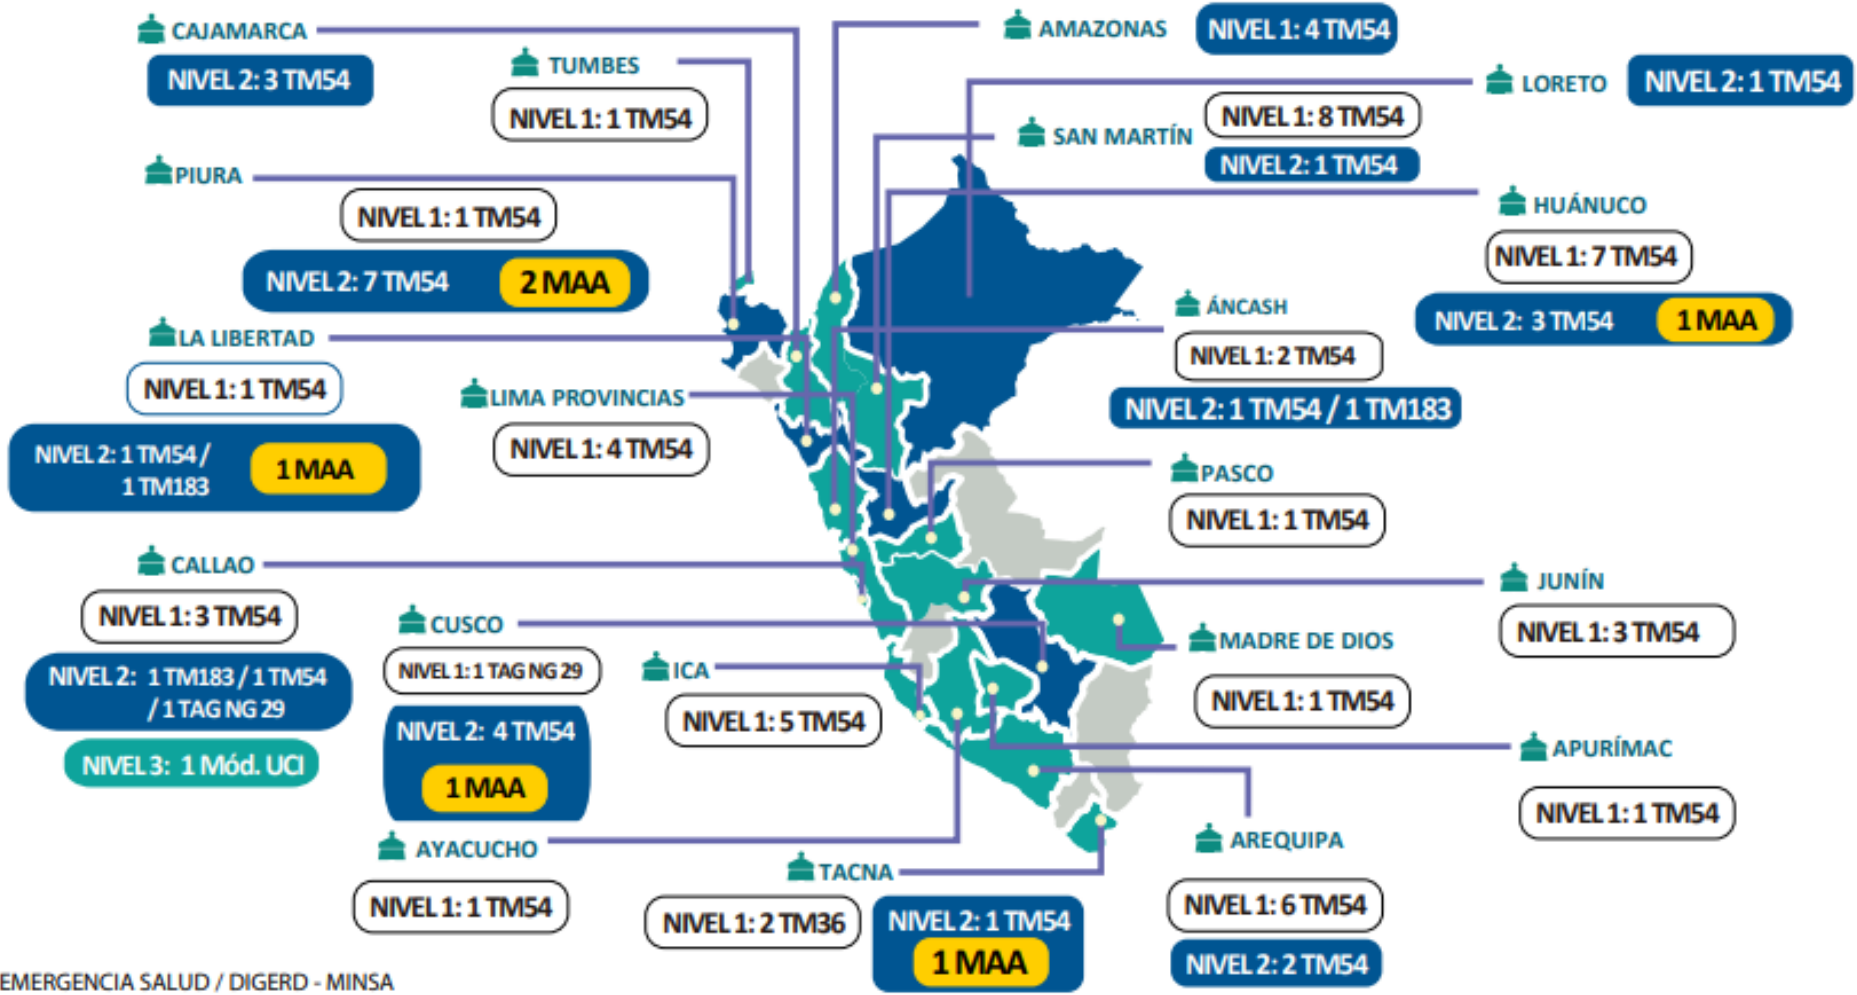 CAJAMARCA
NIVEL 2: 3 TM54
TUMBES
NIVEL 1: 1 TM54
AMAZONAS
NIVEL 1: 4 TM54
LORETO
NIVEL 2: 1 TM54
SAN MARTÍN
NIVEL 1: 8 TM54
NIVEL 2: 1 TM54
PIURA
NIVEL 1: 1 TM54
NIVEL 2: 7 TM54
2 MAA
HUÁNUCO
NIVEL 1: 7 TM54
NIVEL 2: 3 TM54
1 MAA
LA LIBERTAD
NIVEL 1: 1 TM54
NIVEL 2: 1 TM54 /
1 TM183
1 MAA
LIMA PROVINCIAS
NIVEL 1: 4 TM54
ÁNCASH
NIVEL 1: 2 TM54
NIVEL 2: 1 TM54 / 1 TM183
PASCO
NIVEL 1: 1 TM54
CALLAO
NIVEL 1: 3 TM54
NIVEL 2: 1 TM183 / 1 TM54
/ 1 TAG NG 29
NIVEL 3: 1 Mód. UCI
CUSCO
NIVEL 1: 1 TAG NG 29
NIVEL 2: 4 TM54
1 MAA
ICA
NIVEL 1: 5 TM54
JUNÍN
NIVEL 1: 3 TM54
MADRE DE DIOS
NIVEL 1: 1 TM54
APURÍMAC
NIVEL 1: 1 TM54
AYACUCHO
NIVEL 1: 1 TM54
TACNA
NIVEL 1: 2 TM36
NIVEL 2: 1 TM54
1 MAA
AREQUIPA
NIVEL 1: 6 TM54
NIVEL 2: 2 TM54
EMERGENCIA SALUD / DIGERD - MINSA